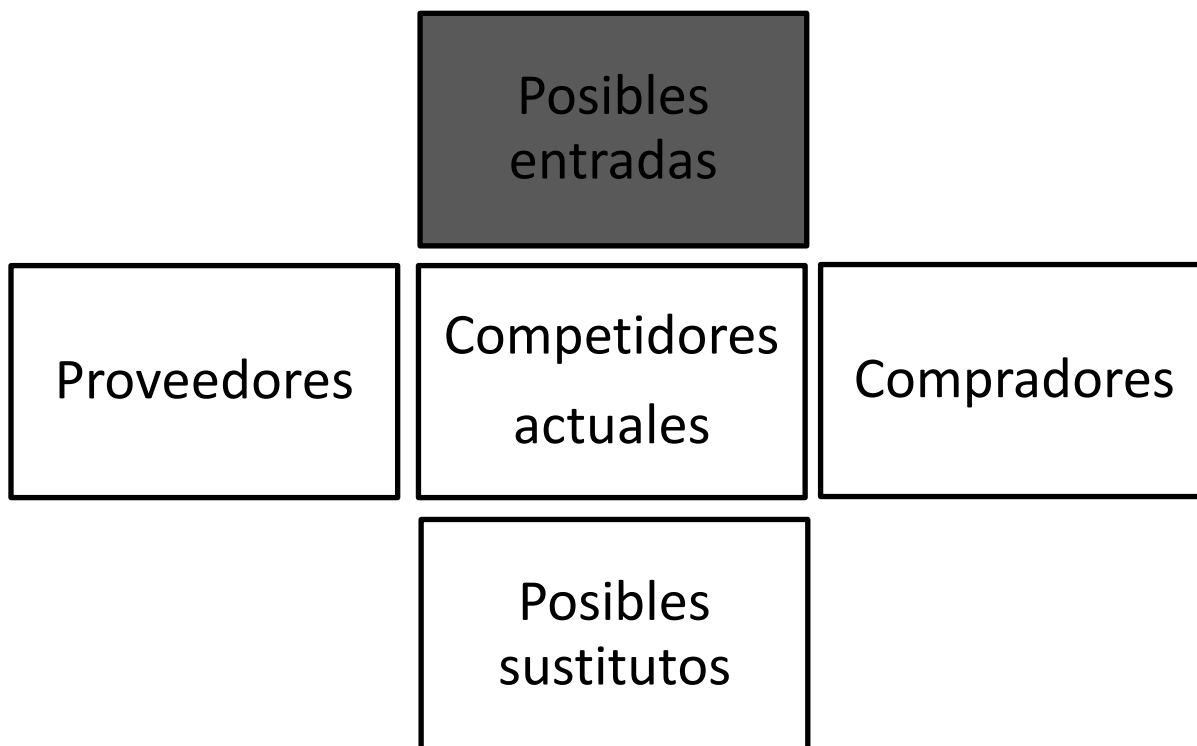 Posibles
entradas
Proveedores
Competidores
actuales
Compradores
Posibles
sustitutos